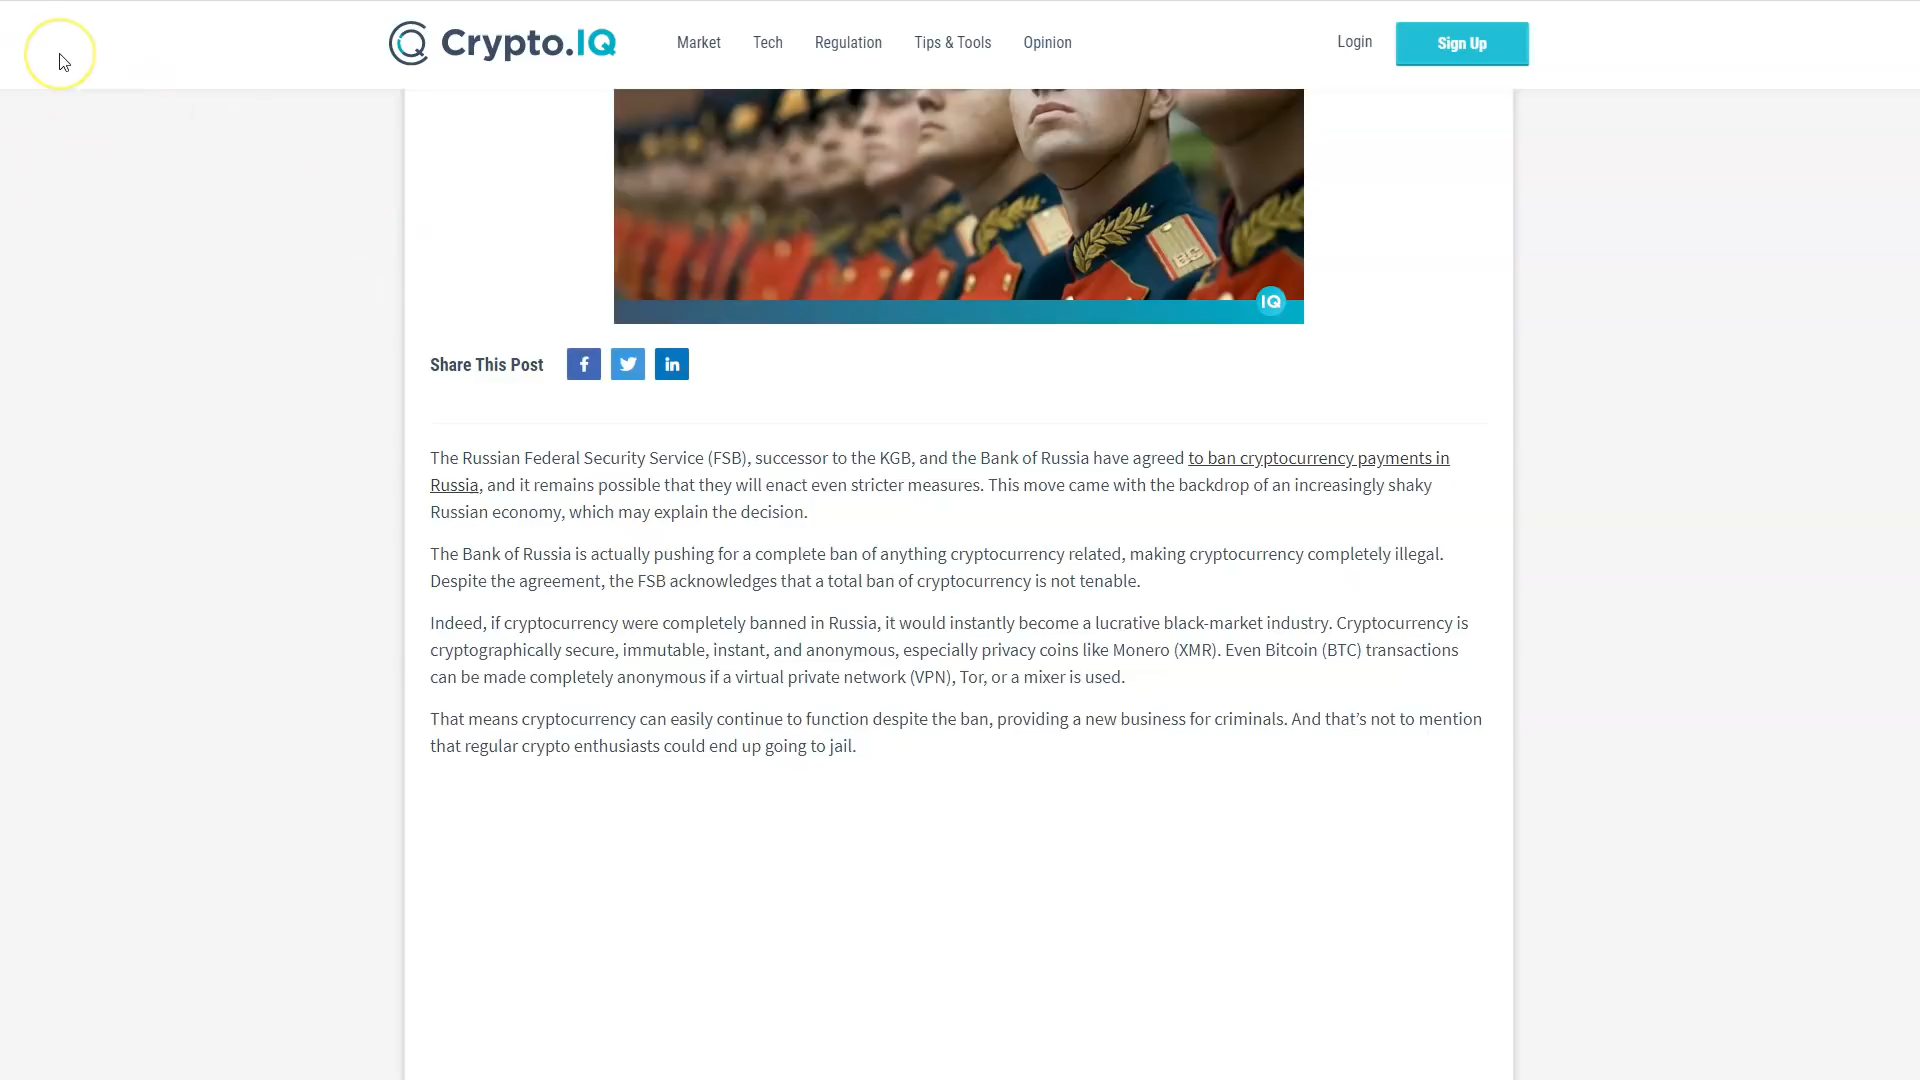 Crypto.IQ
Market Tech Regulation Tips & Tools Opinion
Login Sign Up
BC
IQ
Share This Post
The Russian Federal Security Service (FSB), successor to the KGB, and the Bank of Russia have agreed to ban cryptocurrency payments in
Russia, and it remains possible that they will enact even stricter measures. This move came with the backdrop of an increasingly shaky
Russian economy, which may explain the decision.
The Bank of Russia is actually pushing for a complete ban of anything cryptocurrency related, making cryptocurrency completely illegal.
Despite the agreement, the FSB acknowledges that a total ban of cryptocurrency is not tenable.
Indeed, if cryptocurrency were completely banned in Russia, it would instantly become a lucrative black-market industry. Cryptocurrency is
cryptographically secure, immutable, instant, and anonymous, especially privacy coins like Monero (XMR). Even Bitcoin (BTC) transactions
can be made completely anonymous if a virtual private network (VPN), Tor, or a mixer is used.
That means cryptocurrency can easily continue to function despite the ban, providing a new business for criminals. And that’s not to mention
that regular crypto enthusiasts could end up going to jail.